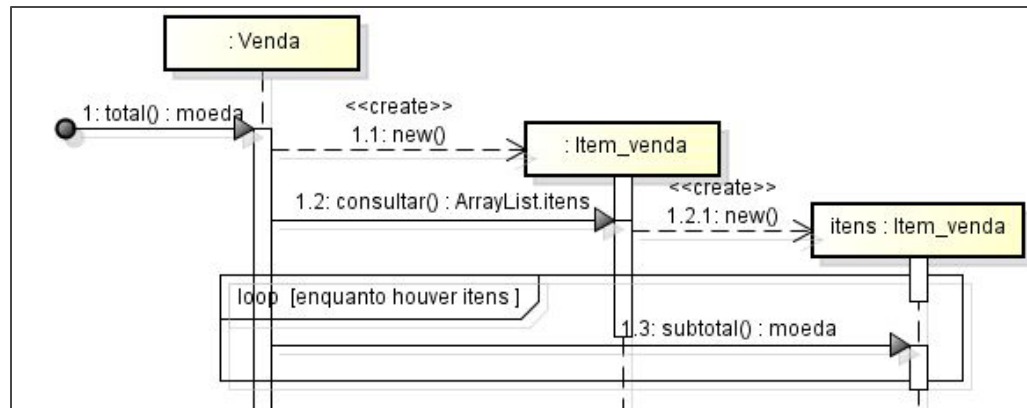 : Venda
1: total() : moeda
<<create>>
1.1: new()
: Item_venda
1.2: consultar() : ArrayList.itens
<<create>>
1.2.1: new()
itens : Item_venda
loop [enquanto houver itens ]
1.3: subtotal() : moeda